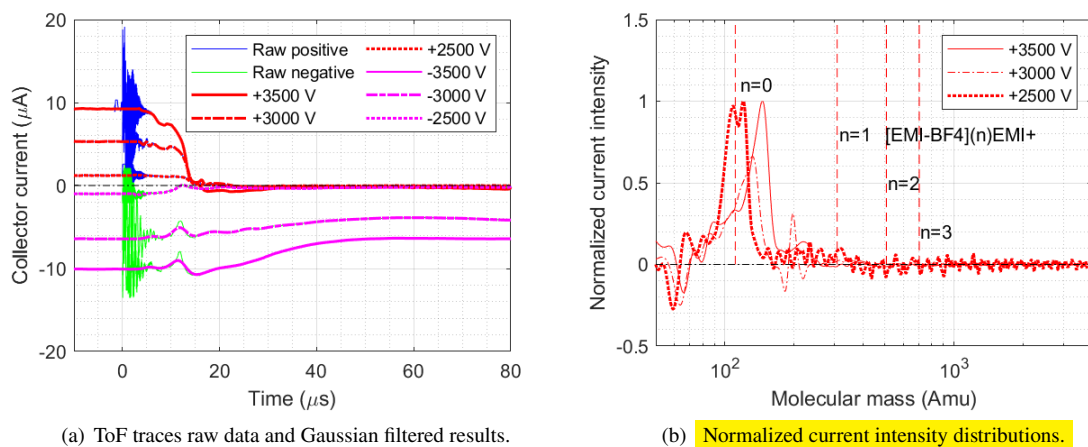 20
10
0
-10
-20
Collector current (μA)
0
20
40
60
80
Time (μs)
Raw positive
Raw negative
+3500 V
+3000 V
+2500 V
-3500 V
-3000 V
-2500 V
(a) ToF traces raw data and Gaussian filtered results.
1.5
1
0.5
0
-0.5
Normalized current intensity
10²
10³
Molecular mass (Amu)
+3500 V
+3000 V
+2500 V
n=0
n=1 [EMI-BF4](n)EMI+
n=2
n=3
(b) Normalized current intensity distributions.